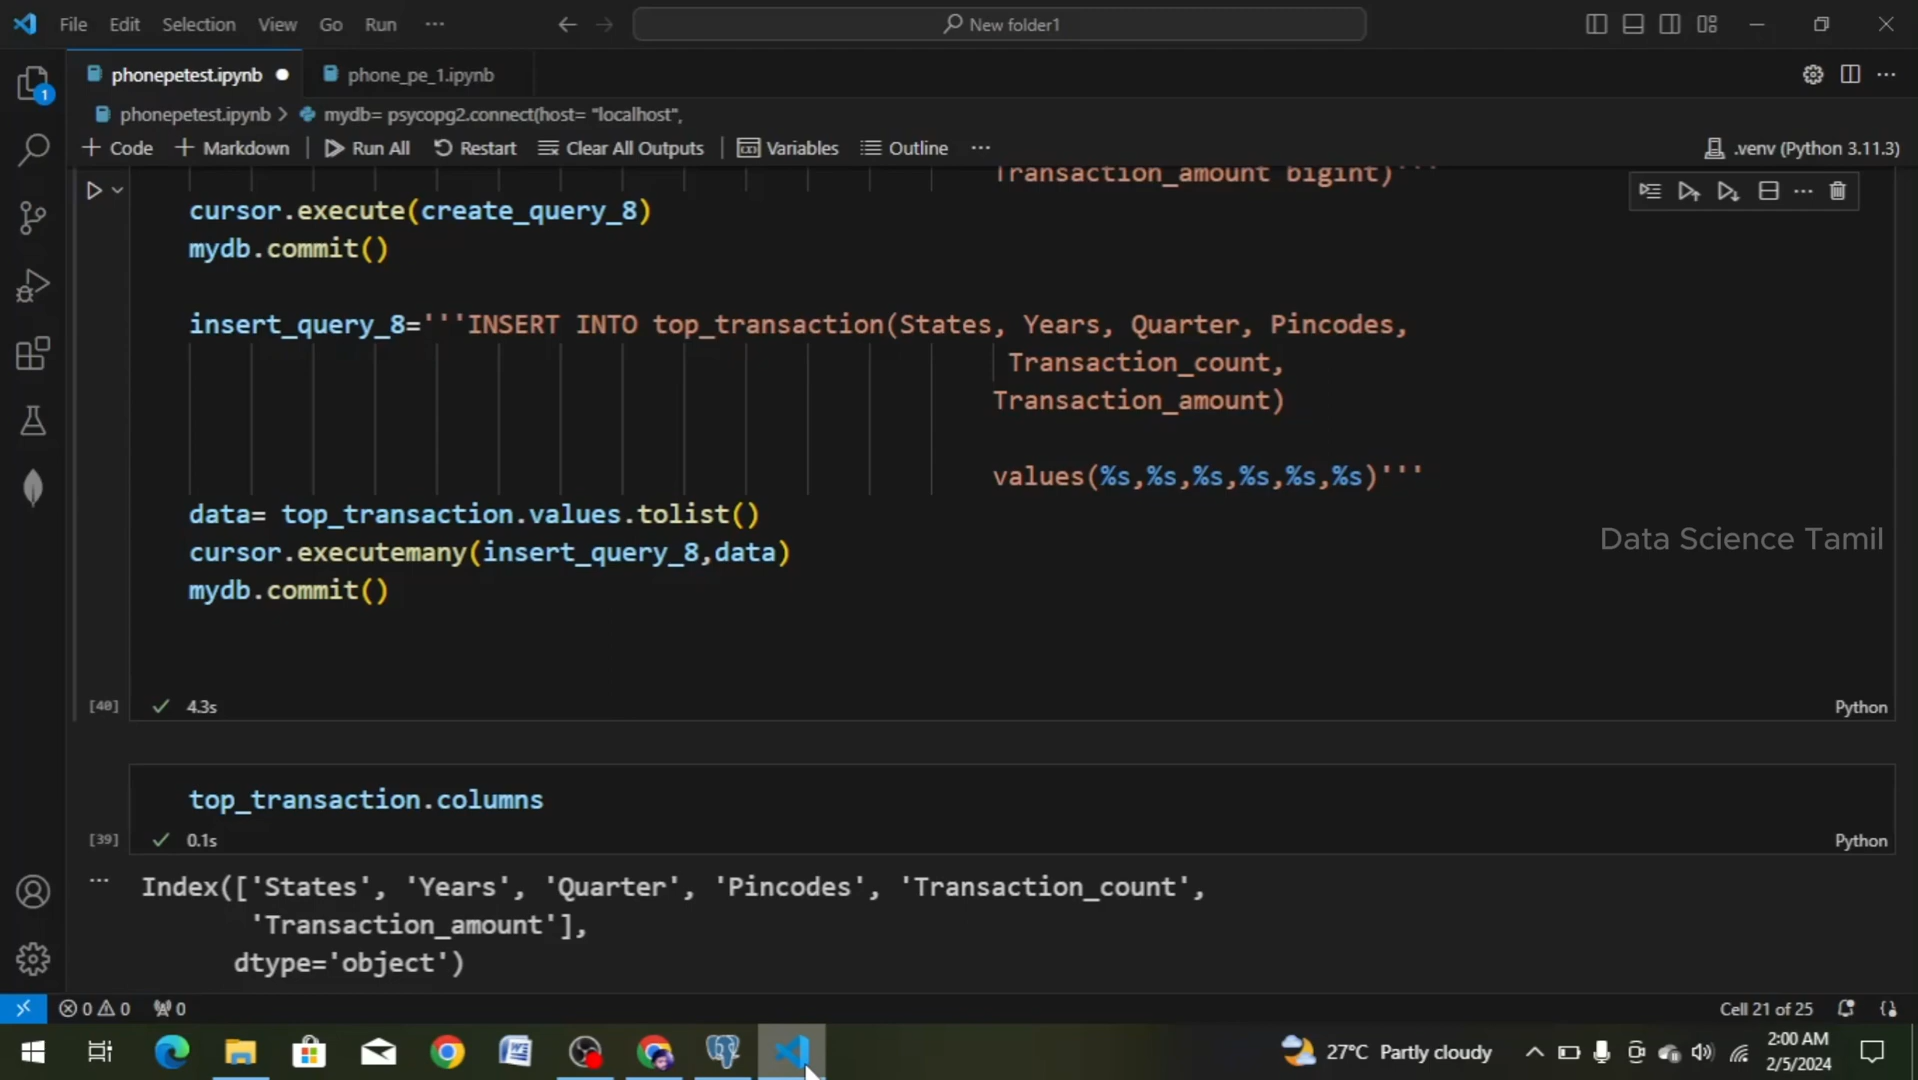 File Edit Selection View Go Run ··· New folder1
phonepetest.ipynb phone_pe_1.ipynb
phonepetest.ipynb > mydb= psycopg2.connect(host= "localhost",
+ Code + Markdown Run All Restart Clear All Outputs Variables Outline ··· .venv (Python 3.11.3)
Transaction_amount bigint)'''
cursor.execute(create_query_8)
mydb.commit()
insert_query_8='''INSERT INTO top_transaction(States, Years, Quarter, Pincodes,
Transaction_count,
Transaction_amount)
values(%s,%s,%s,%s,%s,%s)'''
data= top_transaction.values.tolist()
Data Science Tamil
cursor.executemany(insert_query_8,data)
mydb.commit()
[40] 4.3s Python
top_transaction.columns
[39] 0.1s Python
··· Index(['States', 'Years', 'Quarter', 'Pincodes', 'Transaction_count',
'Transaction_amount'],
dtype='object')
0 0 0 Cell 21 of 25
27°C Partly cloudy 2:00 AM
2/5/2024
1